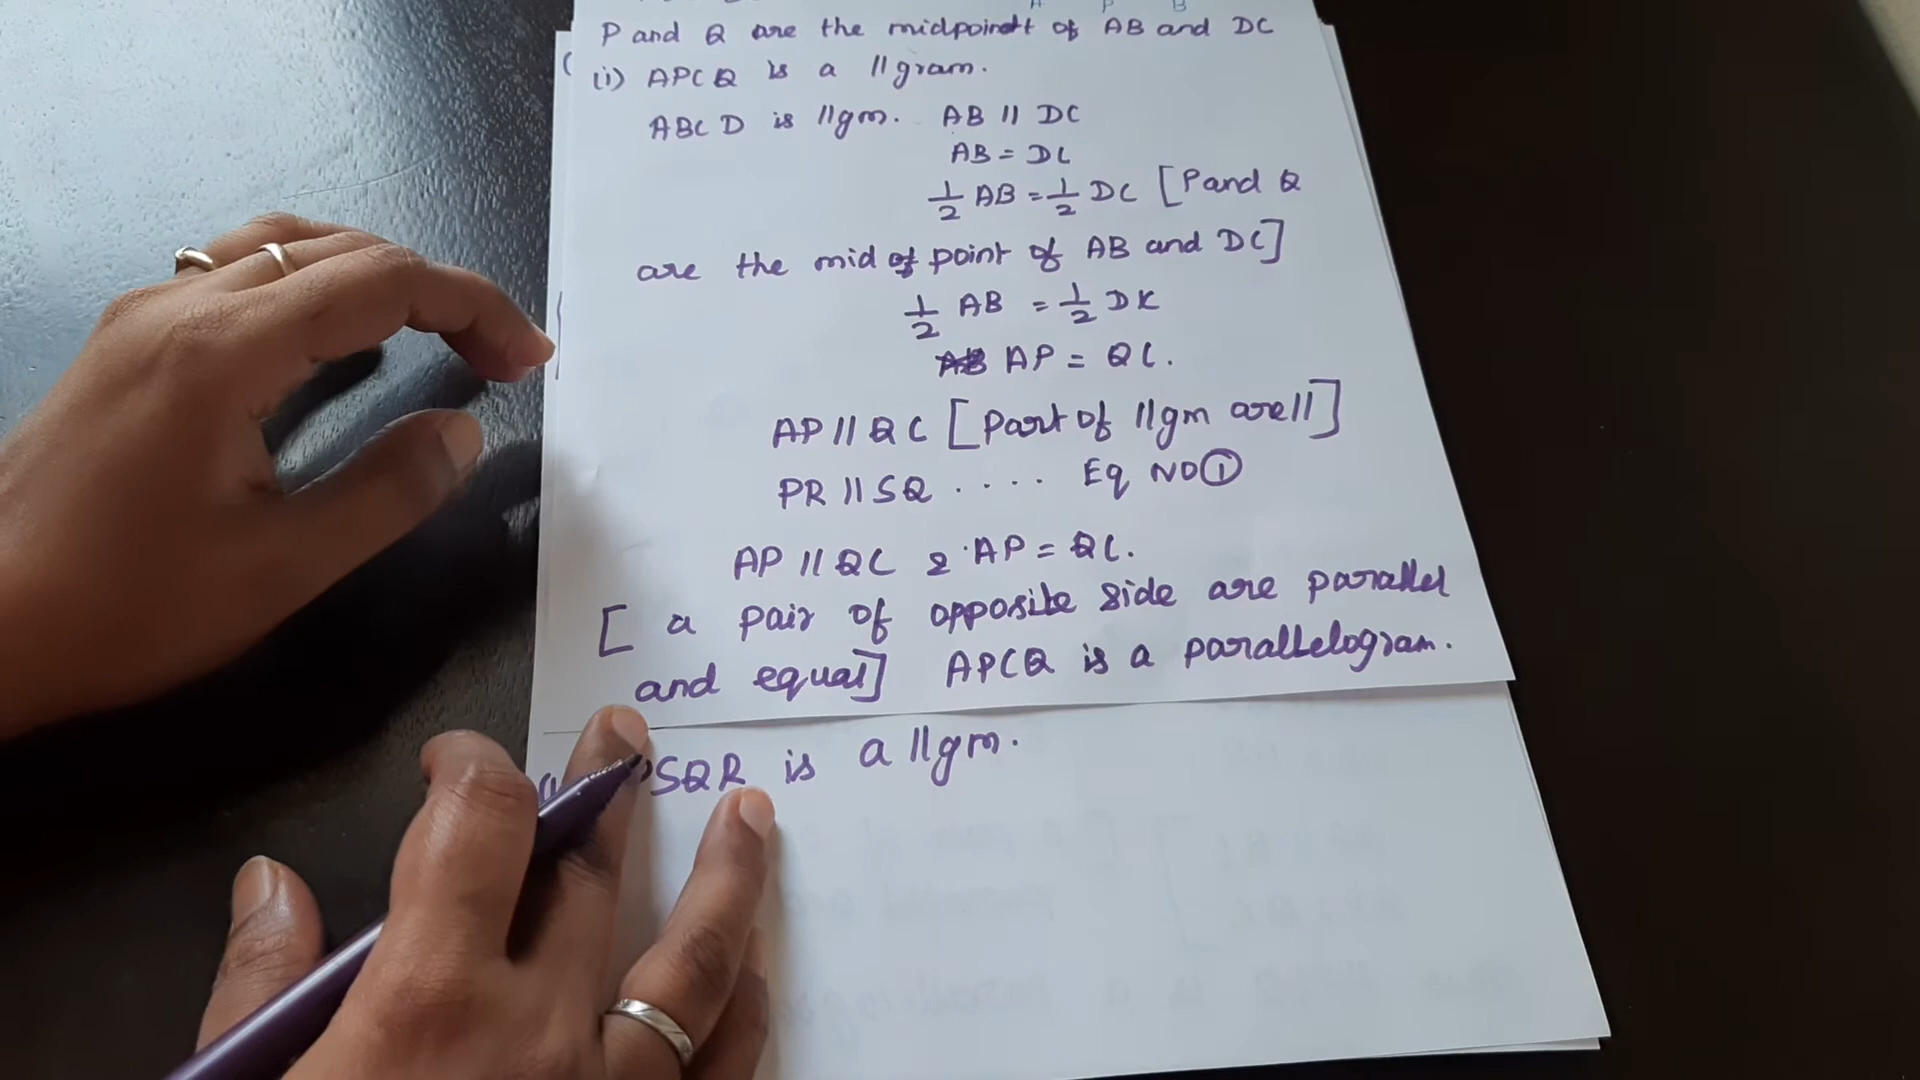 A P B
P and Q are the midpoint of AB and DC
(i) APCQ is a ||gram.
ABCD is ||gm. AB || DC
AB = DC
1/2 AB = 1/2 DC [P and Q
are the mid of point of AB and DC]
1/2 AB = 1/2 DC
AB AP = QC.
AP || QC [Part of ||gm are ||]
PR || SQ .... Eq NO ①
AP || QC & AP = QC.
[a pair of opposite side are parallel
and equal] APCQ is a parallelogram.
PSQR is a ||gm.